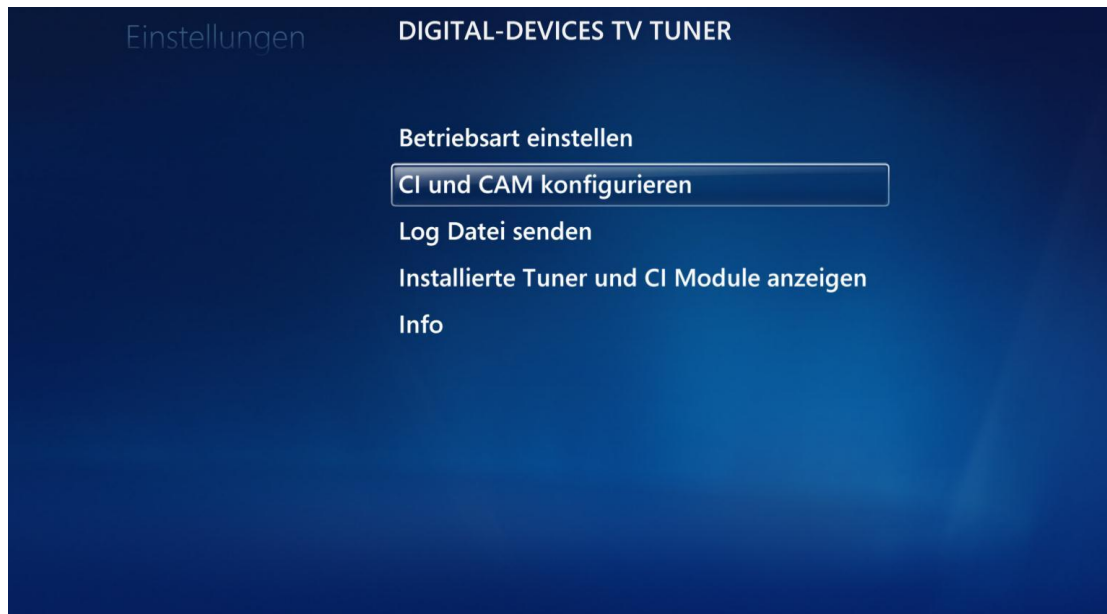 Einstellungen
DIGITAL-DEVICES TV TUNER
Betriebsart einstellen
CI und CAM konfigurieren
Log Datei senden
Installierte Tuner und CI Module anzeigen
Info